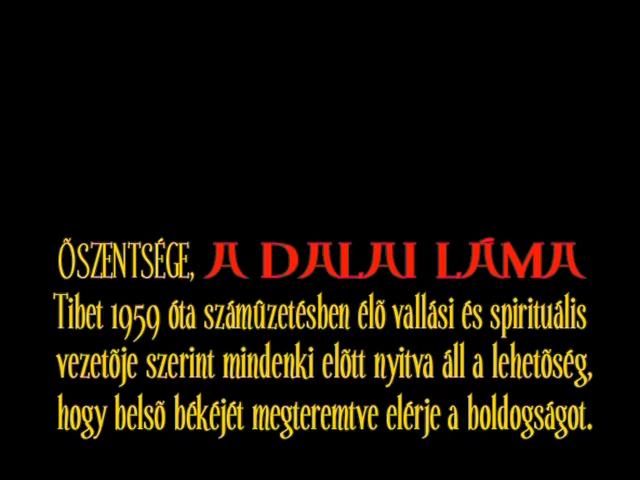 ÕSZENTSÉGE, A DALAI LÁMA
Tibet 1959 óta számûzetésben élõ vallási és spirituális
vezetõje szerint mindenki elõtt nyitva áll a lehetõség,
hogy belsõ békéjét megteremtve elérje a boldogságot.